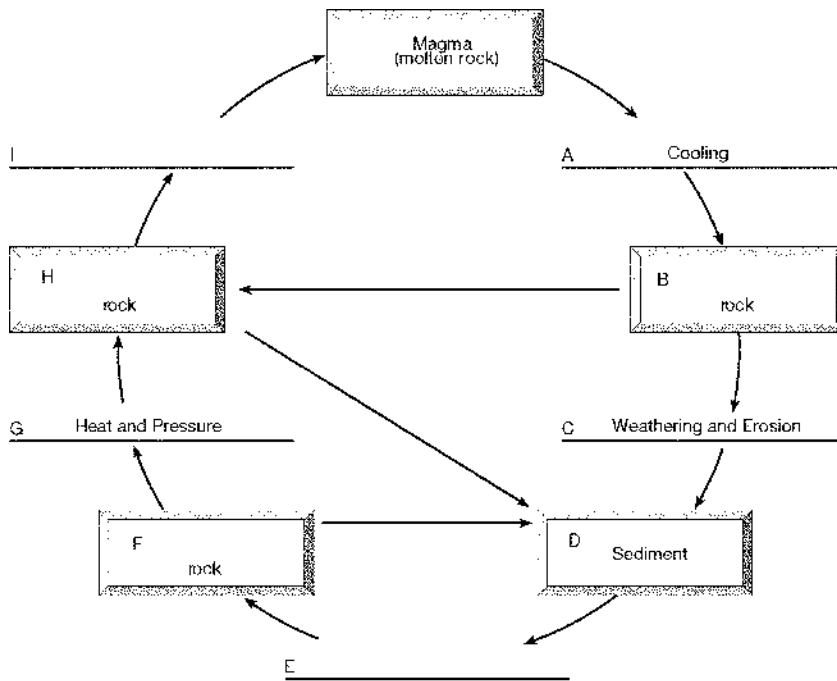 Magma
(molten rock)
I
A Cooling
H
rock
B
rock
G Heat and Pressure
C Weathering and Erosion
F
rock
D
Sediment
E